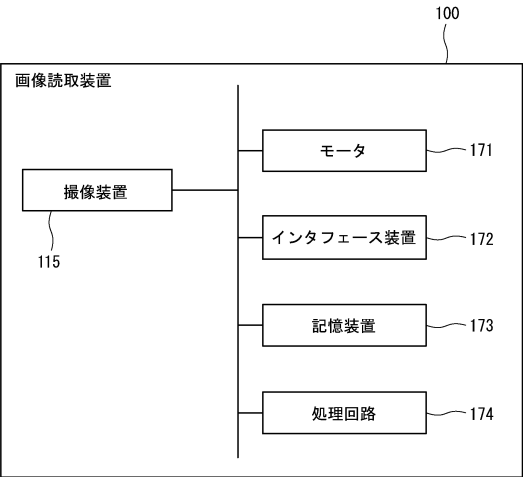 100
画像読取装置
モータ
171
撮像装置
115
インタフェース装置
172
記憶装置
173
処理回路
174